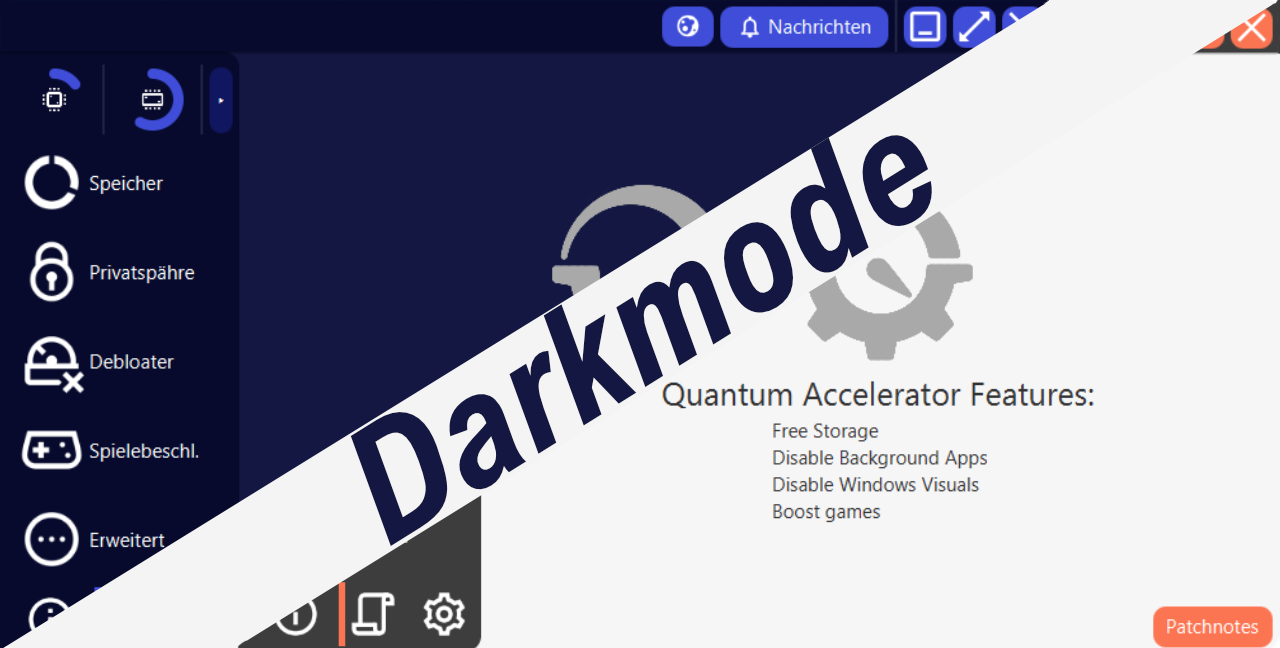 Nachrichten
Speicher
Privatspähre
Debloater
Spielebeschl.
Erweitert
Darkmode
Quantum Accelerator Features:
Free Storage
Disable Background Apps
Disable Windows Visuals
Boost games
Patchnotes